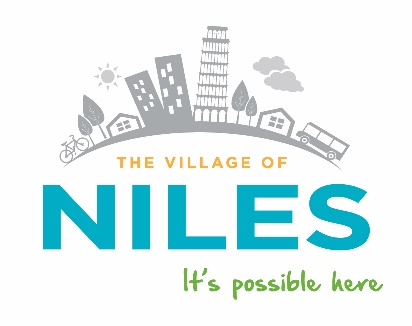 THE VILLAGE OF
NILES
It's possible here